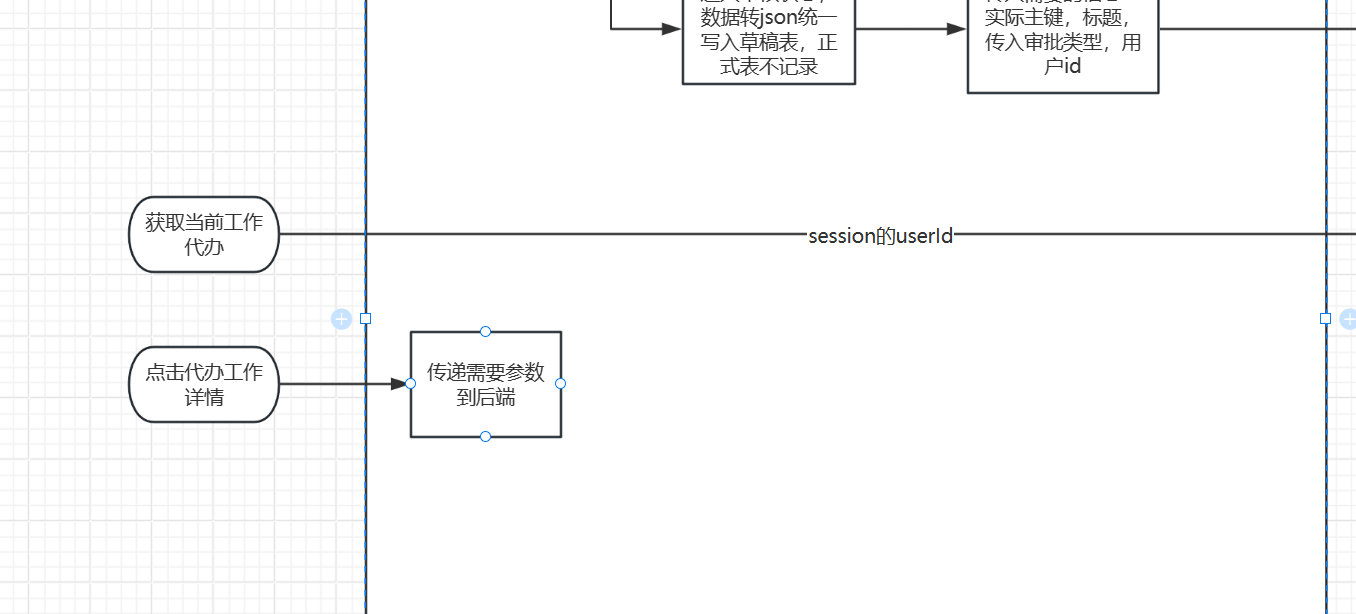 数据转json统一
写入草稿表，正
式表不记录
实际主键，标题，
传入审批类型，用
户id
获取当前工作
代办
session的userId
点击代办工作
详情
传递需要参数
到后端